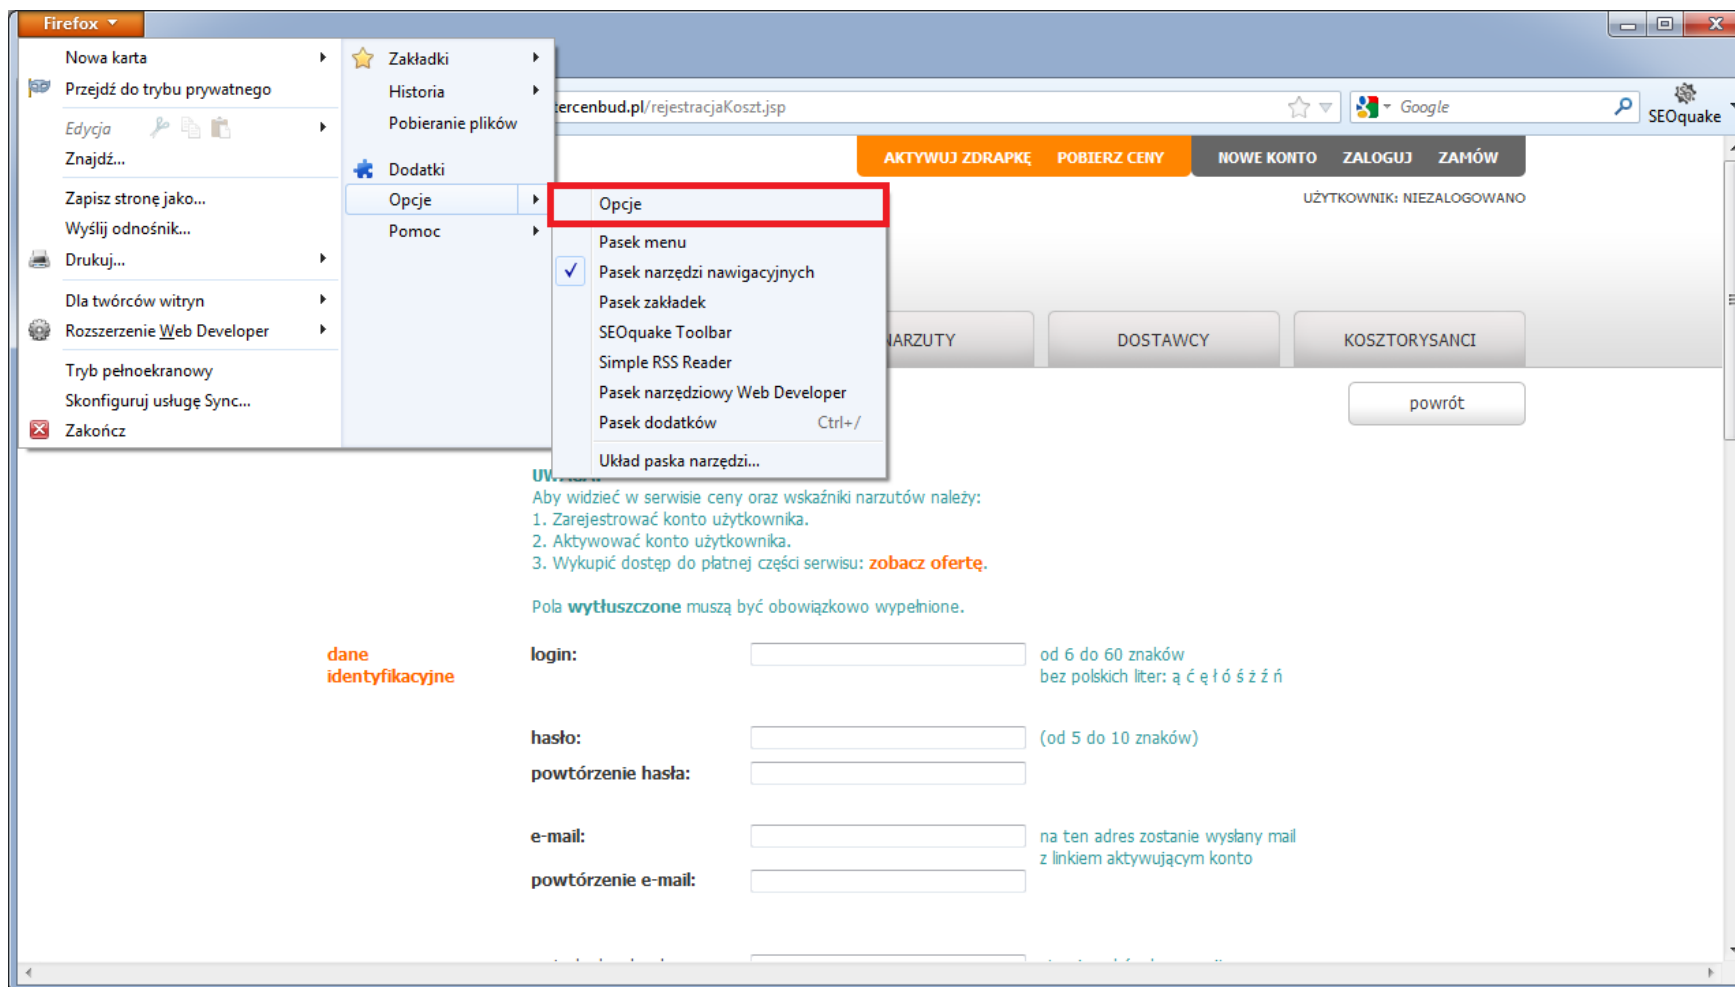 Firefox
Nowa karta
Przejdź do trybu prywatnego
Edycja
Znajdź...
Zapisz stronę jako...
Wyślij odnośnik...
Drukuj...
Dla twórców witryn
Rozszerzenie Web Developer
Tryb pełnoekranowy
Skonfiguruj usługę Sync...
Zakończ
Zakładki
Historia
Pobieranie plików
Dodatki
Opcje
Pomoc
Opcje
Pasek menu
Pasek narzędzi nawigacyjnych
Pasek zakładek
SEOquake Toolbar
Simple RSS Reader
Pasek narzędziowy Web Developer
Pasek dodatków Ctrl+/
Układ paska narzędzi...
tercenbud.pl/rejestracjaKoszt.jsp
Google
SEOquake
AKTYWUJ ZDRAPKĘ POBIERZ CENY NOWE KONTO ZALOGUJ ZAMÓW
UŻYTKOWNIK: NIEZALOGOWANO
NARZUTY DOSTAWCY KOSZTORYSANCI
powrót
Aby widzieć w serwisie ceny oraz wskaźniki narzutów należy:
1. Zarejestrować konto użytkownika.
2. Aktywować konto użytkownika.
3. Wykupić dostęp do płatnej części serwisu: zobacz ofertę.
Pola wytłuszczone muszą być obowiązkowo wypełnione.
dane
identyfikacyjne
login:
od 6 do 60 znaków
bez polskich liter: ą ć ę ł ó ś ż ź ń
hasło:
(od 5 do 10 znaków)
powtórzenie hasła:
e-mail:
na ten adres zostanie wysłany mail
z linkiem aktywującym konto
powtórzenie e-mail: